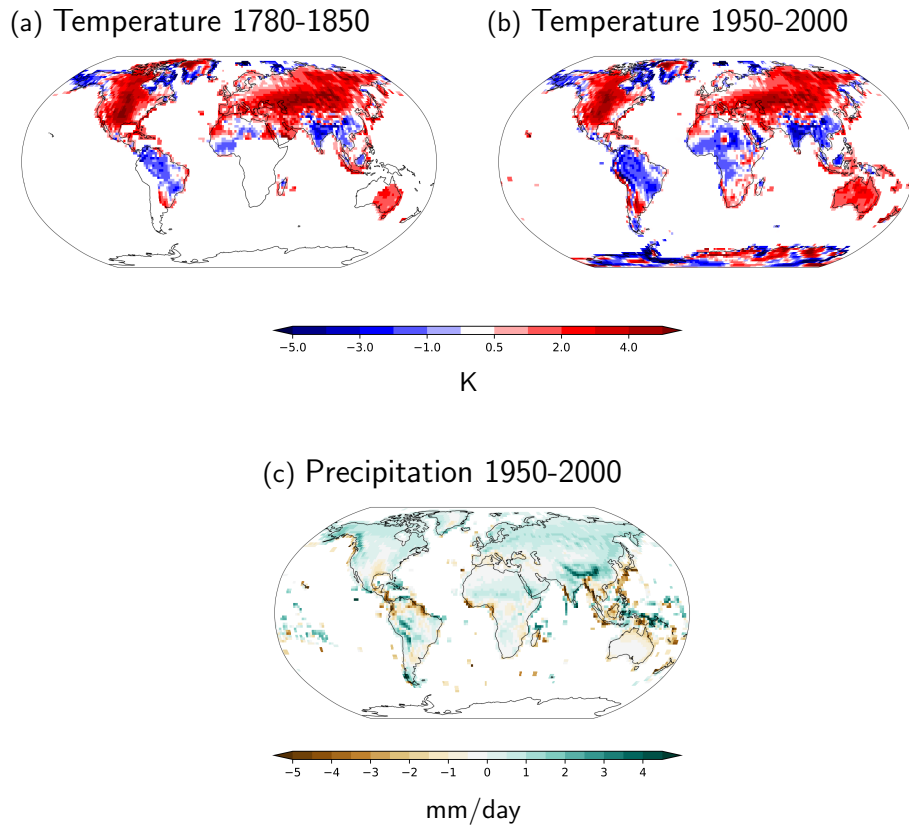 (a) Temperature 1780-1850
(b) Temperature 1950-2000
−5.0 −3.0 −1.0 0.5 2.0 4.0
K
(c) Precipitation 1950-2000
−5 −4 −3 −2 −1 0 1 2 3 4
mm/day